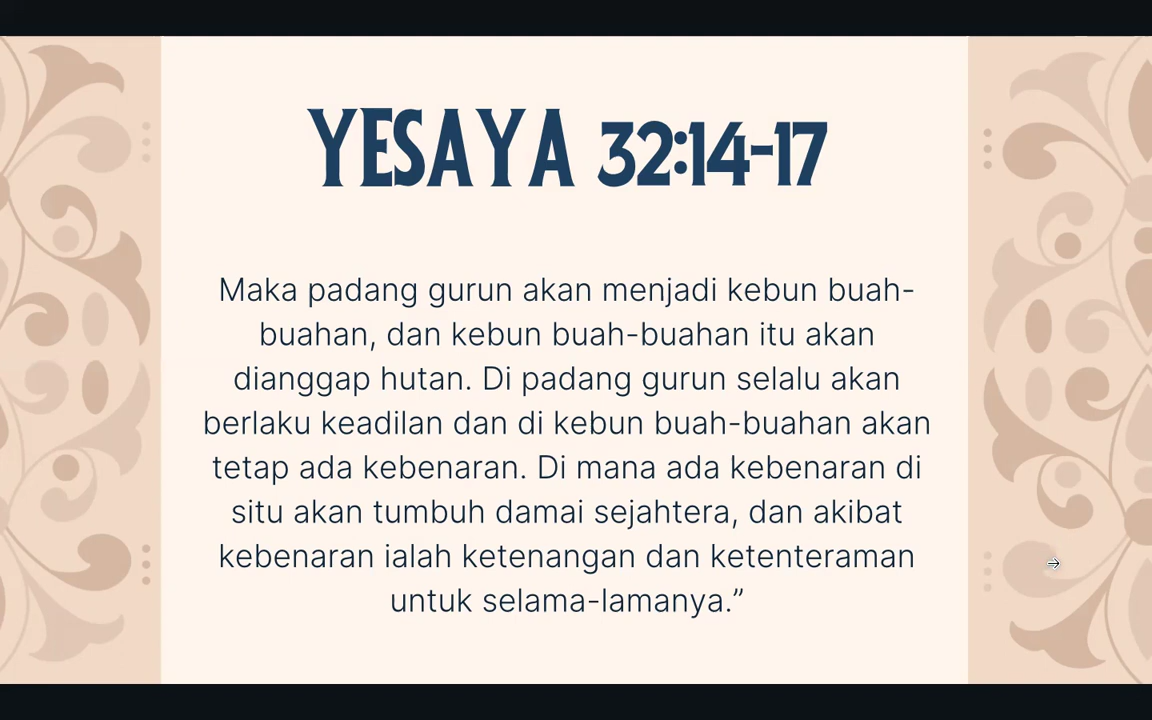 YESAYA 32:14-17
Maka padang gurun akan menjadi kebun buah-
buahan, dan kebun buah-buahan itu akan
dianggap hutan. Di padang gurun selalu akan
berlaku keadilan dan di kebun buah-buahan akan
tetap ada kebenaran. Di mana ada kebenaran di
situ akan tumbuh damai sejahtera, dan akibat
kebenaran ialah ketenangan dan ketenteraman
untuk selama-lamanya.”